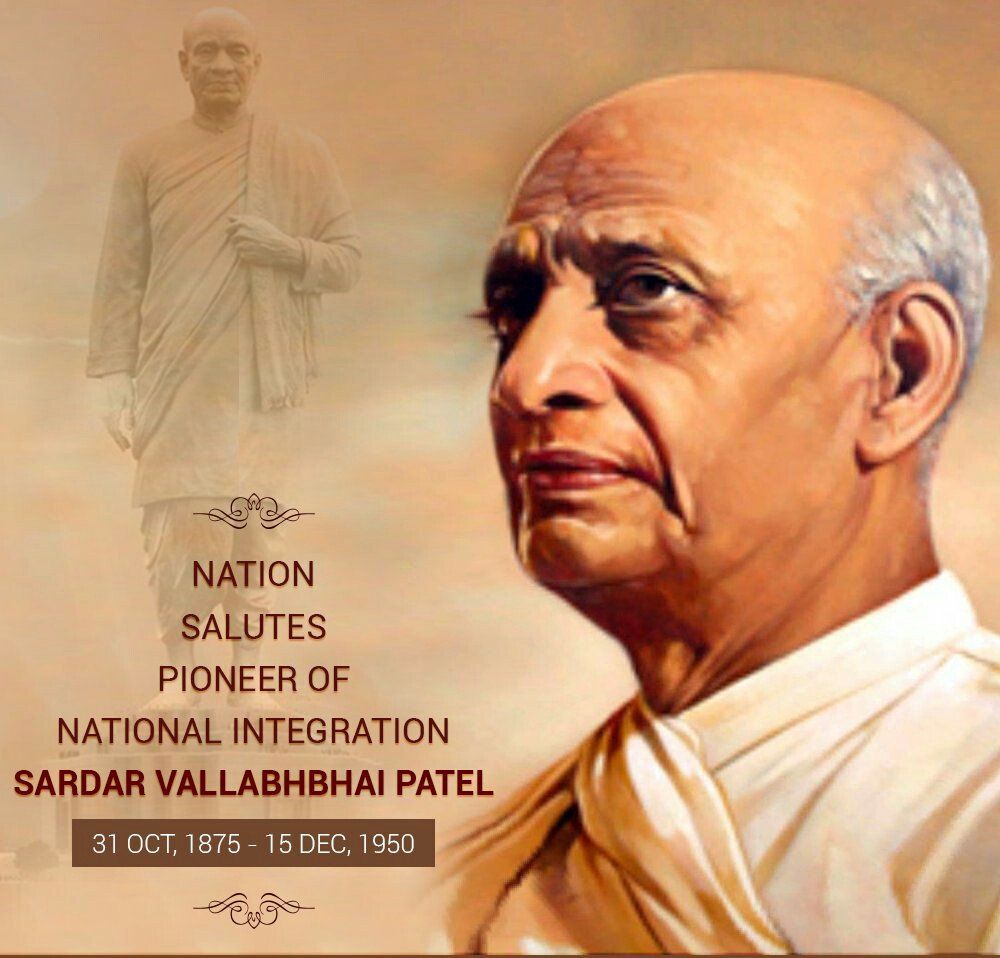 NATION
SALUTES
PIONEER OF
NATIONAL INTEGRATION
SARDAR VALLABHBHAI PATEL
31 OCT, 1875 - 15 DEC, 1950